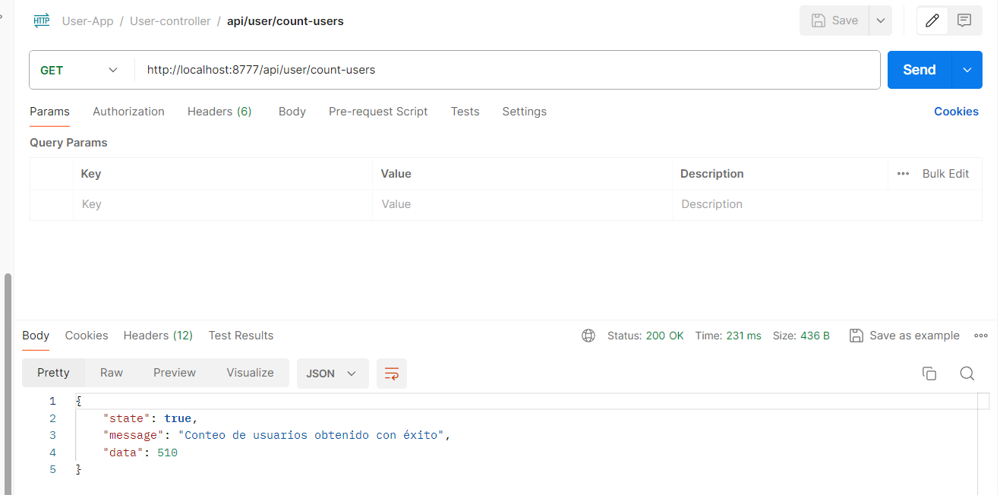 HTTP User-App / User-controller / api/user/count-users Save
GET http://localhost:8777/api/user/count-users Send
Params Authorization Headers (6) Body Pre-request Script Tests Settings Cookies
Query Params
Key Value Description Bulk Edit
Key Value Description
Body Cookies Headers (12) Test Results Status: 200 OK Time: 231 ms Size: 436 B Save as example
Pretty Raw Preview Visualize JSON
1 {
2 "state": true,
3 "message": "Conteo de usuarios obtenido con éxito",
4 "data": 510
5 }